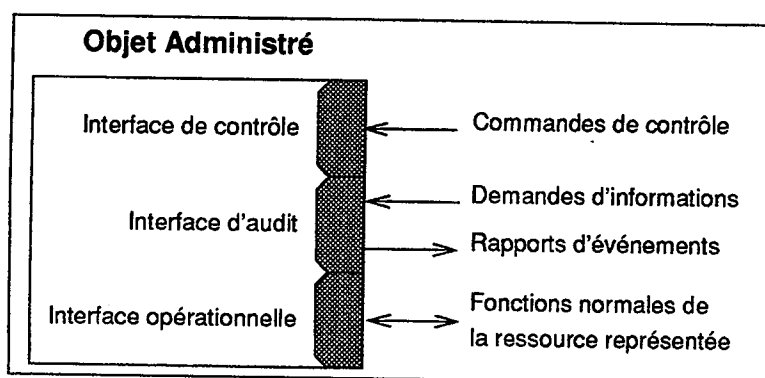 Objet Administré
Interface de contrôle
Commandes de contrôle
Interface d'audit
Demandes d'informations
Rapports d'événements
Interface opérationnelle
Fonctions normales de
la ressource représentée